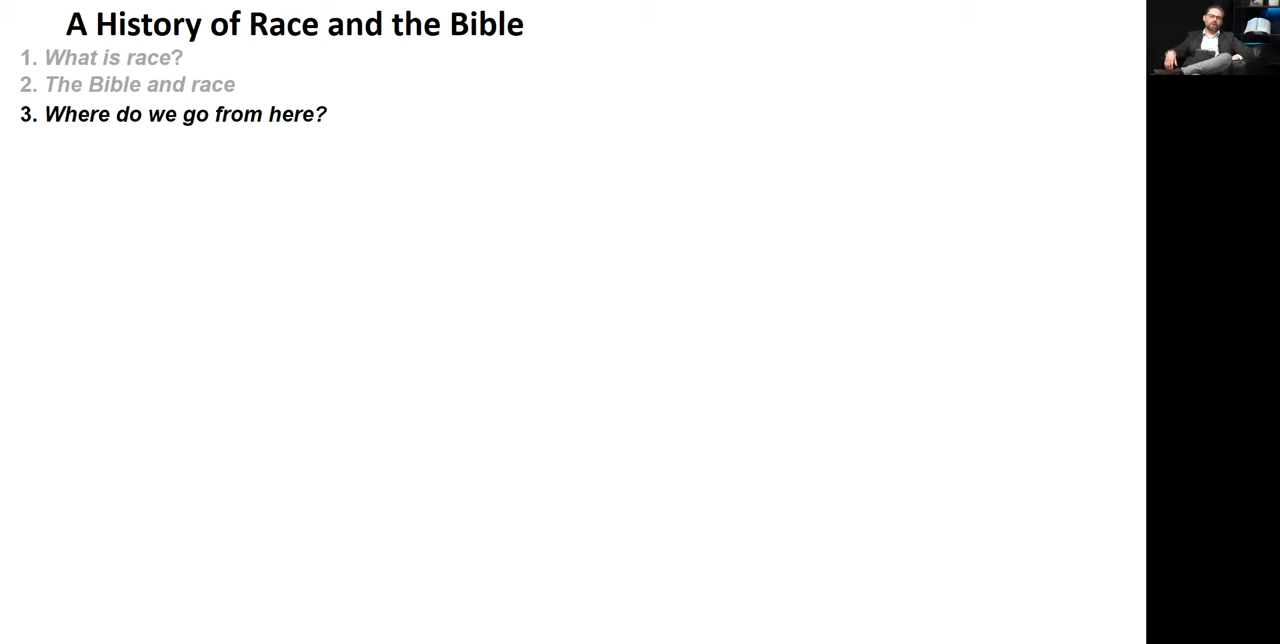 A History of Race and the Bible
1. What is race?
2. The Bible and race
3. Where do we go from here?